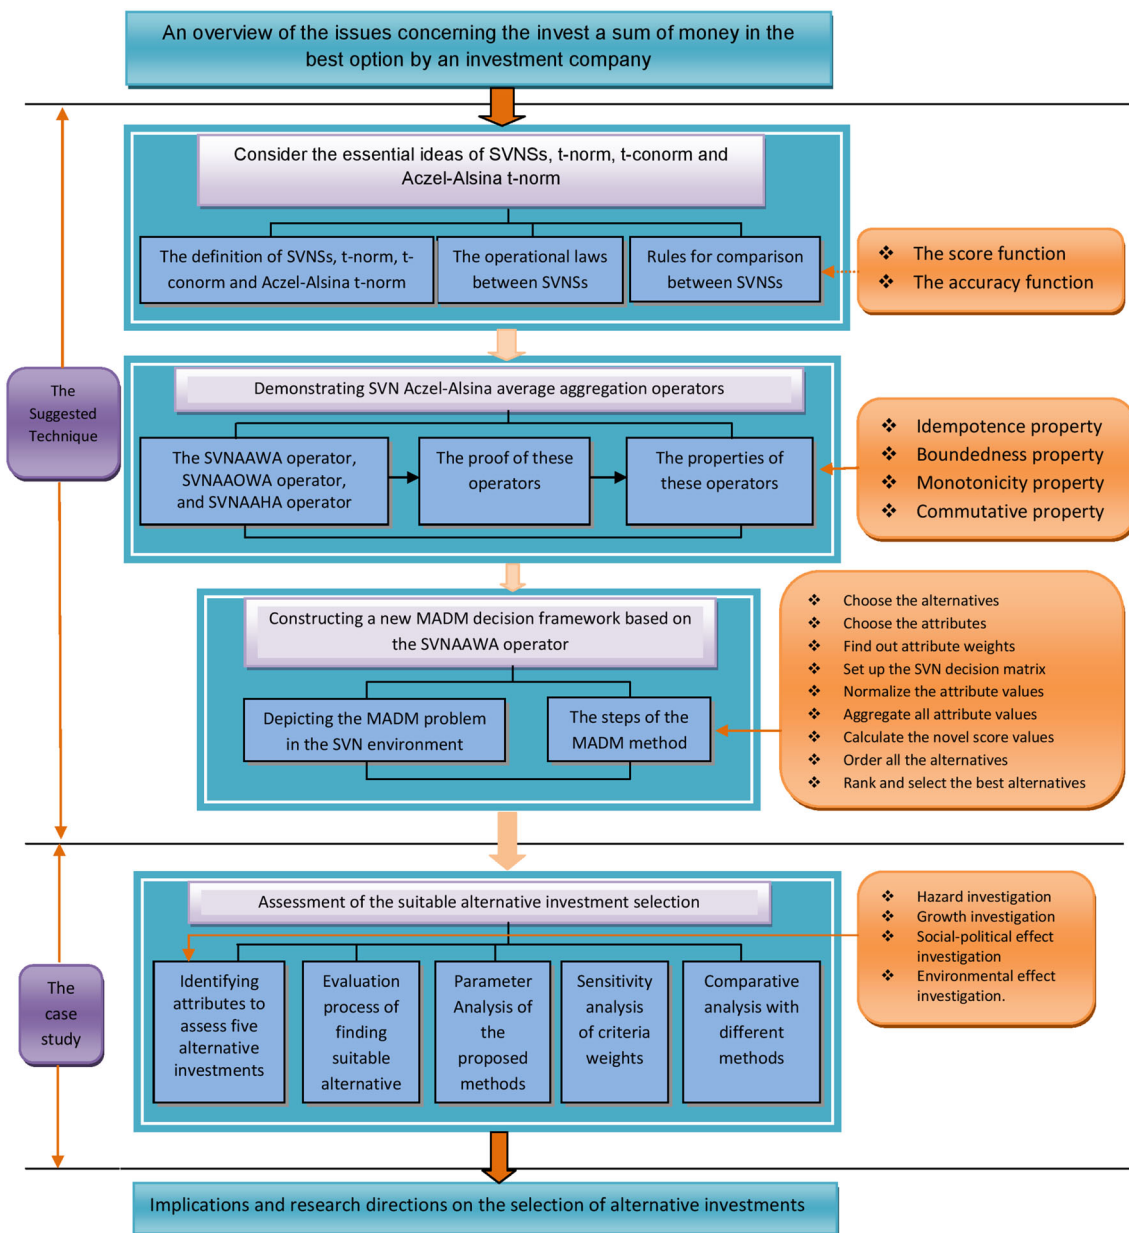 An overview of the issues concerning the invest a sum of money in the
best option by an investment company
Consider the essential ideas of SVNSs, t-norm, t-conorm and
Aczel-Alsina t-norm
The definition of SVNSs, t-norm, t-
conorm and Aczel-Alsina t-norm
The operational laws
between SVNSs
Rules for comparison
between SVNSs
❖ The score function
❖ The accuracy function
The
Suggested
Technique
Demonstrating SVN Aczel-Alsina average aggregation operators
The SVNAAWA operator,
SVNAAOWA operator,
and SVNAAHA operator
The proof of these
operators
The properties of
these operators
❖ Idempotence property
❖ Boundedness property
❖ Monotonicity property
❖ Commutative property
Constructing a new MADM decision framework based on
the SVNAAWA operator
Depicting the MADM problem
in the SVN environment
The steps of the
MADM method
❖ Choose the alternatives
❖ Choose the attributes
❖ Find out attribute weights
❖ Set up the SVN decision matrix
❖ Normalize the attribute values
❖ Aggregate all attribute values
❖ Calculate the novel score values
❖ Order all the alternatives
❖ Rank and select the best alternatives
The
case
study
Assessment of the suitable alternative investment selection
Identifying
attributes to
assess five
alternative
investments
Evaluation
process of
finding
suitable
alternative
Parameter
Analysis of
the
proposed
methods
Sensitivity
analysis
of criteria
weights
Comparative
analysis with
different
methods
❖ Hazard investigation
❖ Growth investigation
❖ Social-political effect
investigation
❖ Environmental effect
investigation.
Implications and research directions on the selection of alternative investments